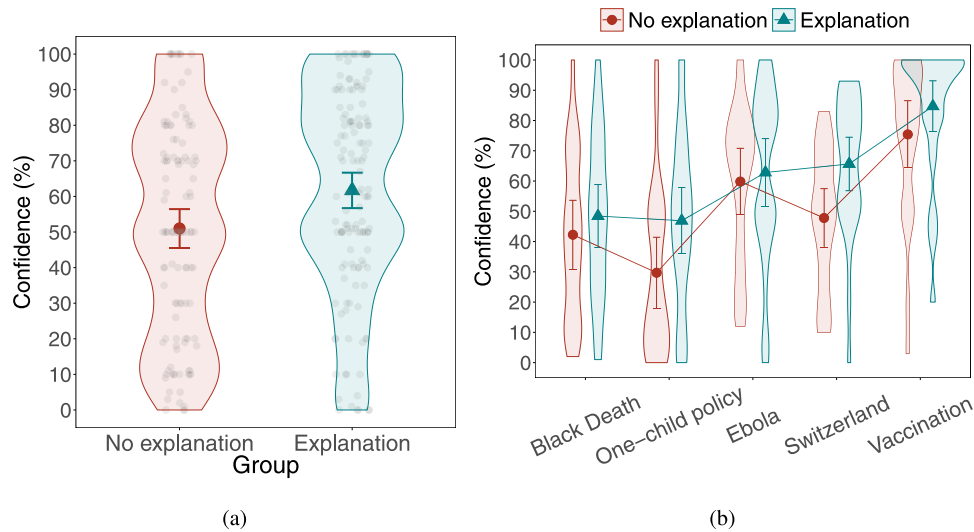 No explanation Explanation
100
90
80
70
60
50
40
30
20
10
0
Confidence (%)
No explanation Explanation
Group
(a)
100
90
80
70
60
50
40
30
20
10
0
Confidence (%)
Black Death
One-child policy
Ebola
Switzerland
Vaccination
(b)